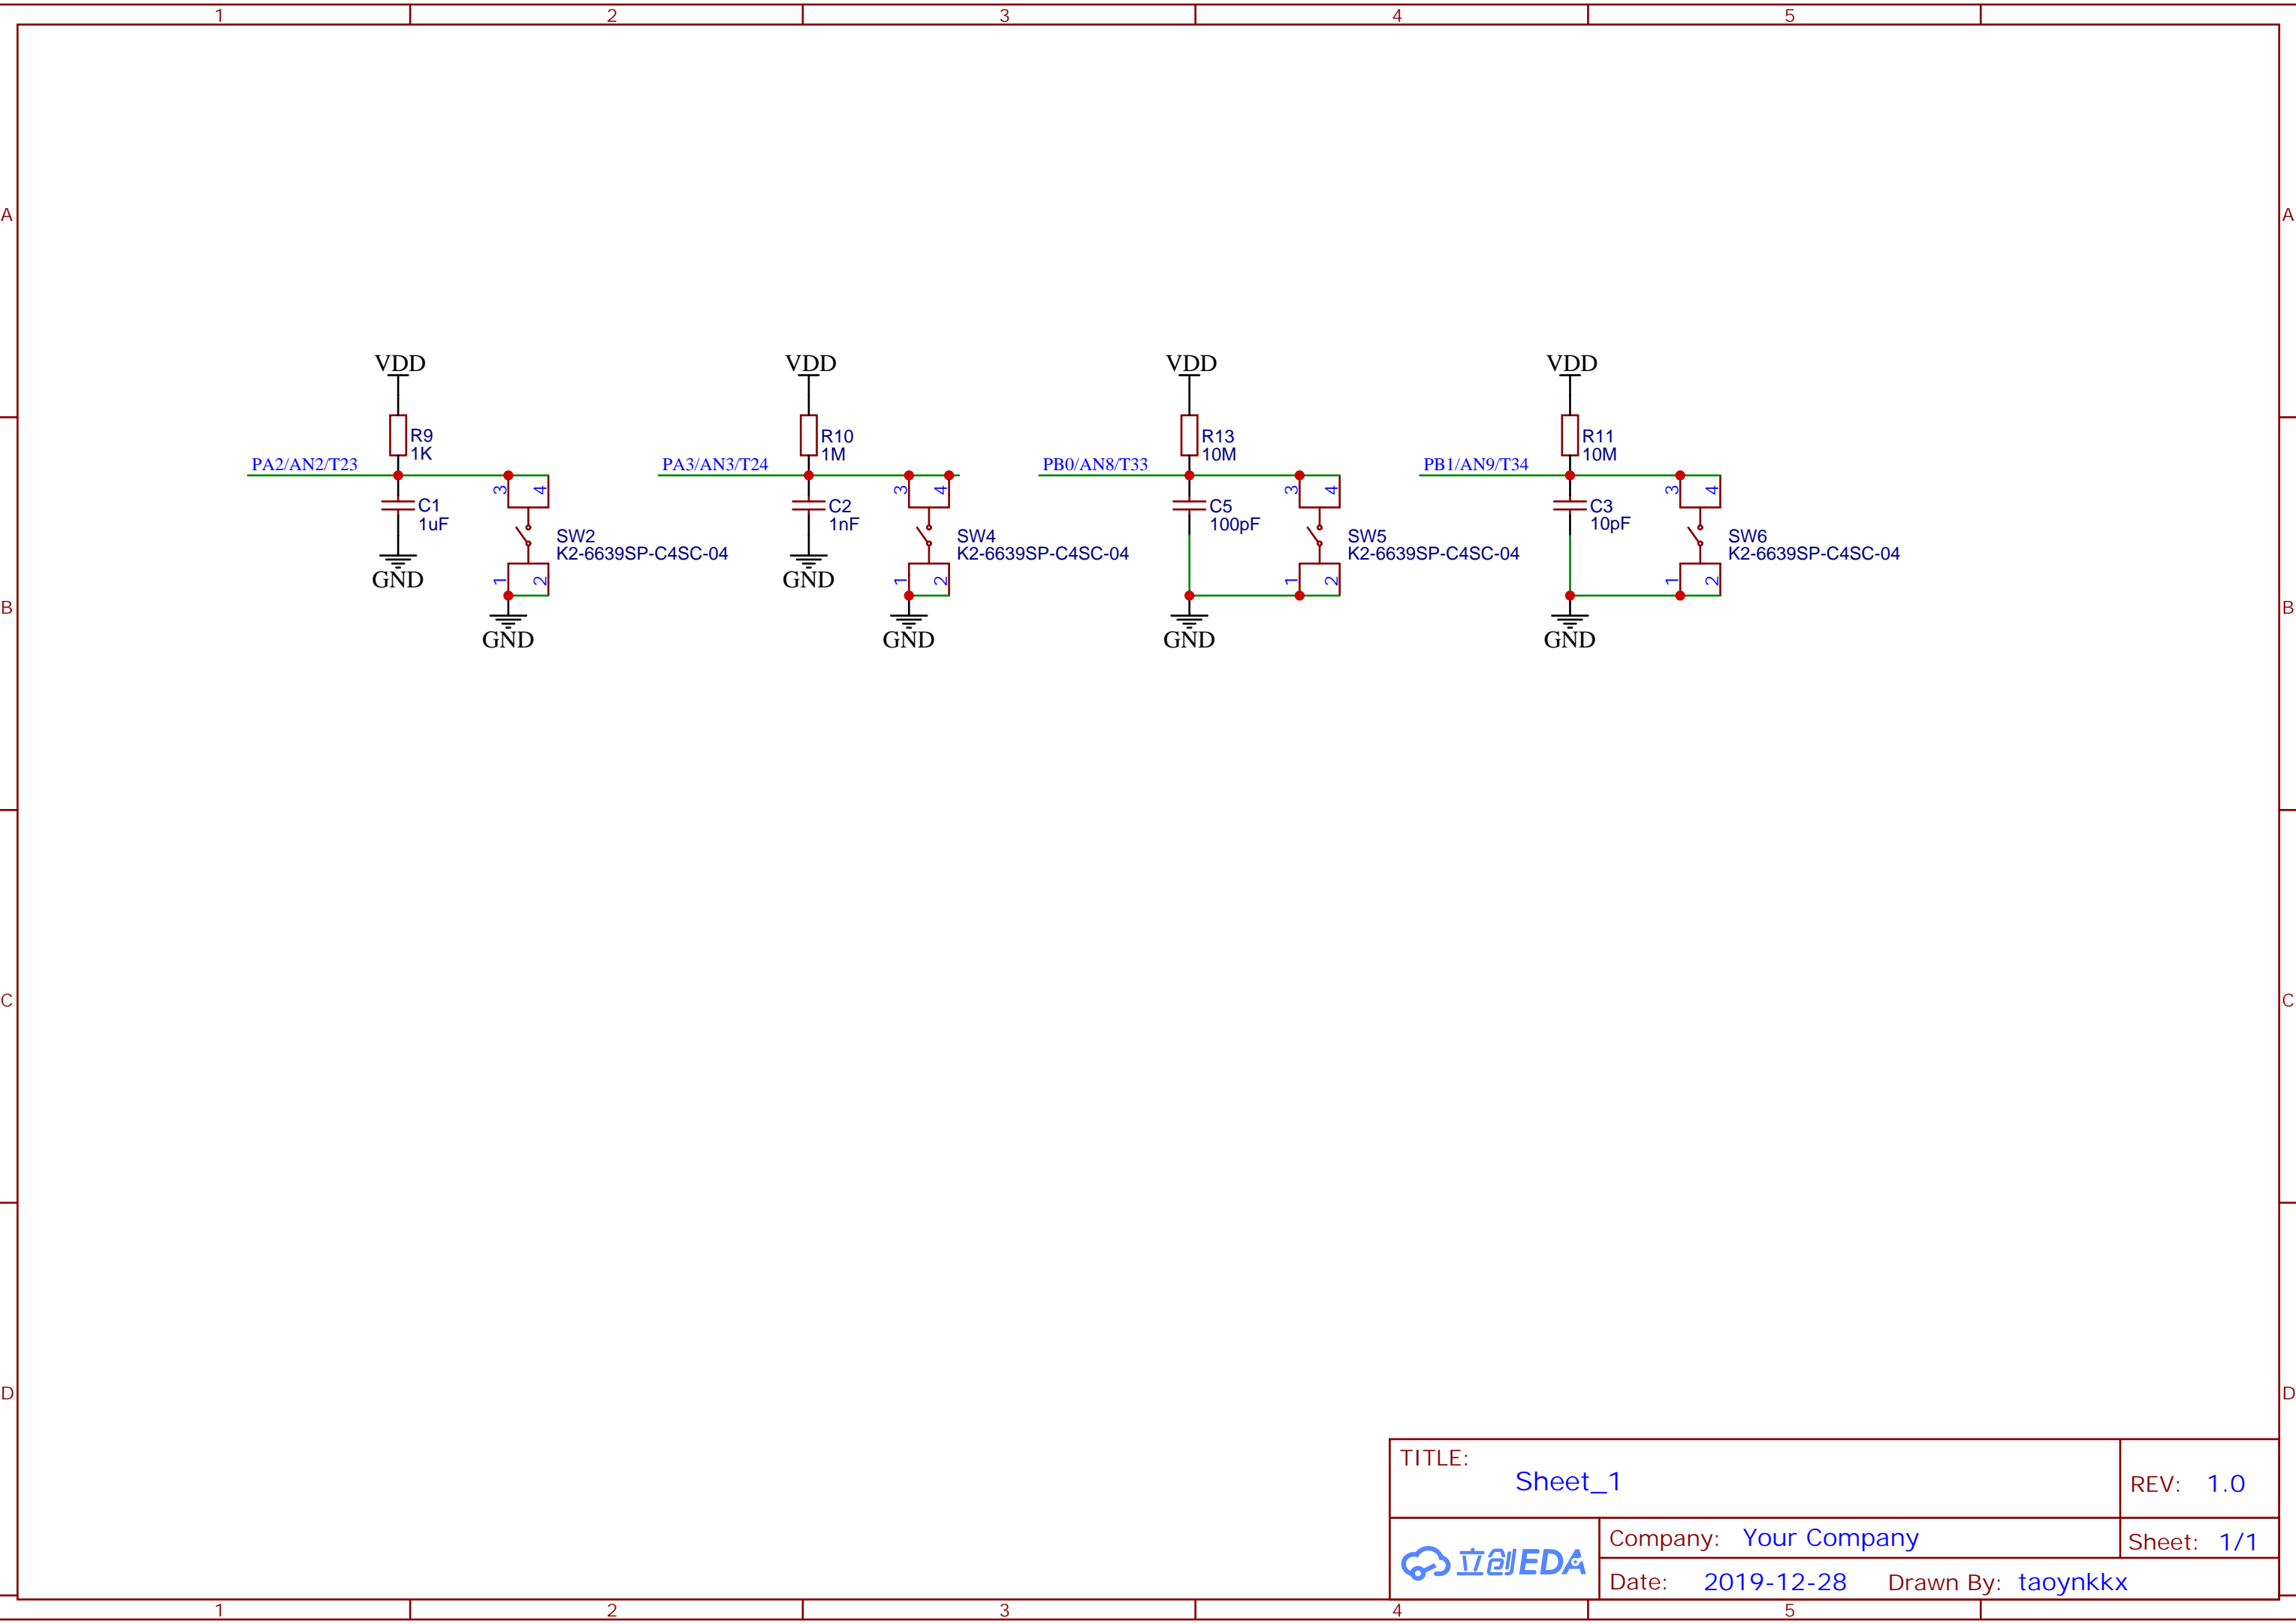 1 2 3 4 5
A A
VDD VDD VDD VDD
R9 R10 R13 R11
1K 1M 10M 10M
PA2/AN2/T23 PA3/AN3/T24 PB0/AN8/T33 PB1/AN9/T34
3 4 3 4 3 4 3 4
C1 C2 C5 C3
1uF 1nF 100pF 10pF
SW2 SW4 SW5 SW6
K2-6639SP-C4SC-04 K2-6639SP-C4SC-04 K2-6639SP-C4SC-04 K2-6639SP-C4SC-04
GND GND
1 2 1 2 1 2 1 2
B B
GND GND GND GND
C C
D D
TITLE:
Sheet_1
REV: 1.0
立创EDA
Company: Your Company
Sheet: 1/1
Date: 2019-12-28 Drawn By: taoynkkx
1 2 3 4 5